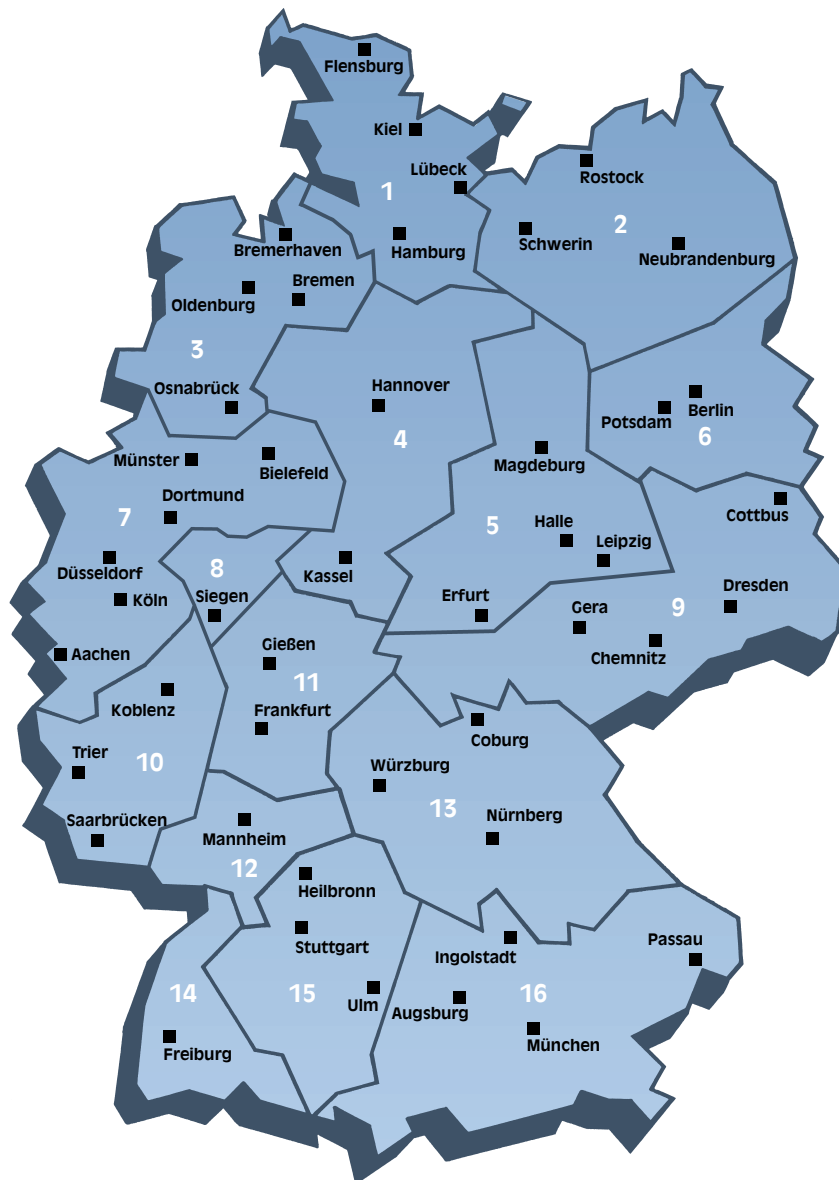 Flensburg
Kiel
Lübeck
1
Hamburg
Rostock
2
Schwerin
Neubrandenburg
Bremerhaven
Bremen
Oldenburg
3
Osnabrück
Hannover
4
Potsdam
Berlin
6
Münster
Bielefeld
Magdeburg
Dortmund
7
Cottbus
5
Halle
Leipzig
Düsseldorf
8
Kassel
Siegen
Köln
Erfurt
Gera
9
Dresden
Chemnitz
Aachen
Gießen
11
Koblenz
Frankfurt
Coburg
Trier
10
Würzburg
13
Nürnberg
Saarbrücken
Mannheim
12
Heilbronn
Stuttgart
Ingolstadt
Passau
14
15
Ulm
Augsburg
16
München
Freiburg